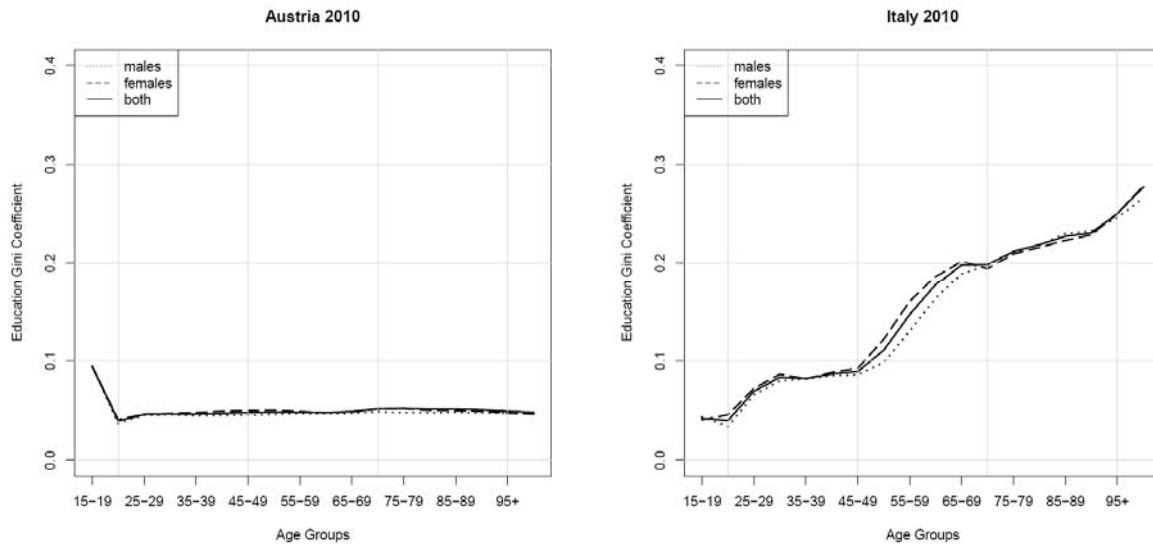 Austria 2010
males
females
both
Education Gini Coefficient
0.4
0.3
0.2
0.1
0.0
15−19 25−29 35−39 45−49 55−59 65−69 75−79 85−89 95+
Age Groups
Italy 2010
males
females
both
Education Gini Coefficient
0.4
0.3
0.2
0.1
0.0
15−19 25−29 35−39 45−49 55−59 65−69 75−79 85−89 95+
Age Groups